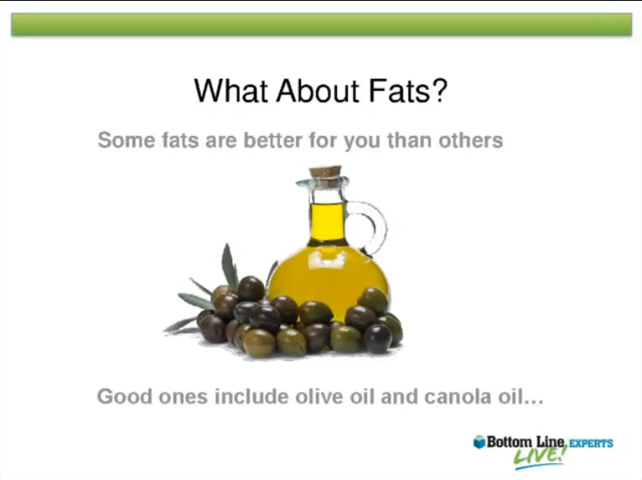 What About Fats?
Some fats are better for you than others
Good ones include olive oil and canola oil...
Bottom Line EXPERTS
LIVE!